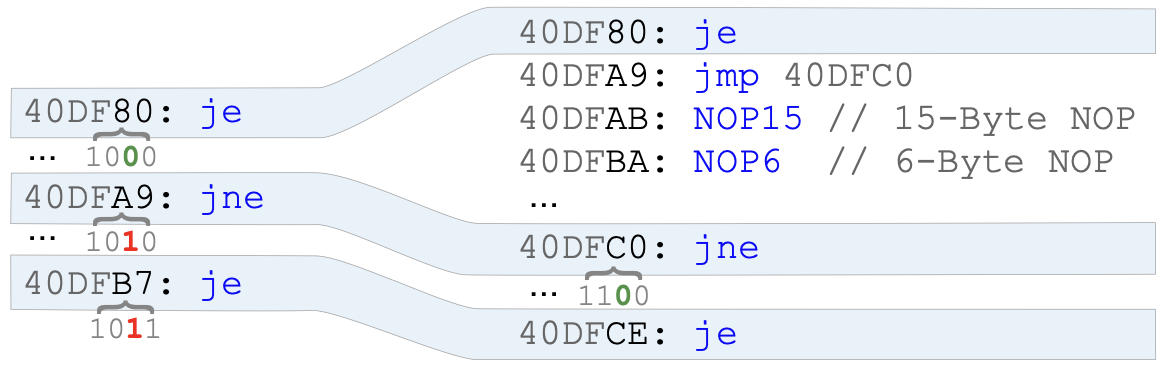 40DF80: je
... 1000
40DFA9: jne
... 1010
40DFB7: je
1011
40DF80: je
40DFA9: jmp 40DFC0
40DFAB: NOP15 // 15-Byte NOP
40DFBA: NOP6 // 6-Byte NOP
...
40DFC0: jne
... 1100
40DFCE: je